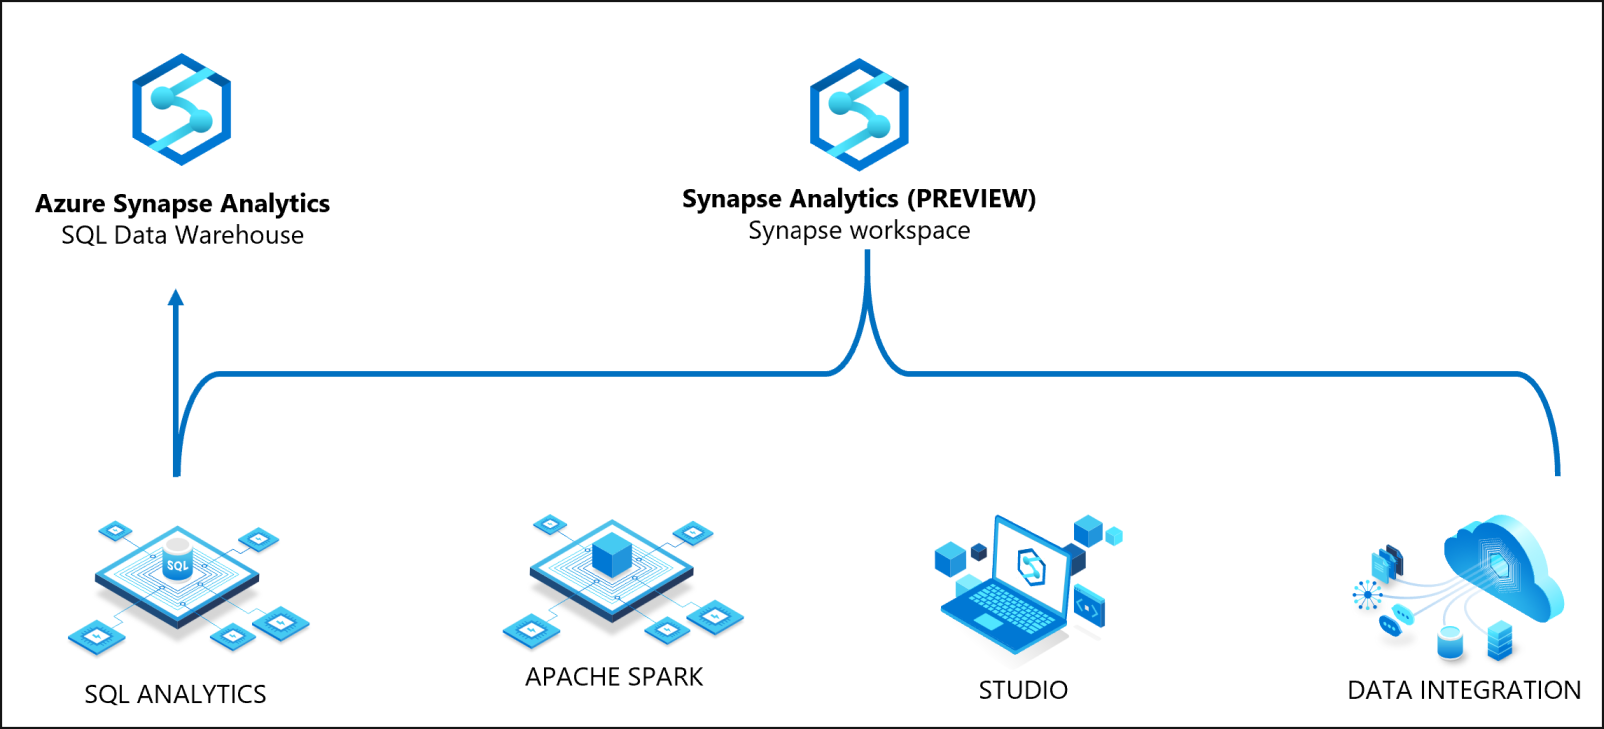 Azure Synapse Analytics
SQL Data Warehouse
Synapse Analytics (PREVIEW)
Synapse workspace
SQL
SQL ANALYTICS
APACHE SPARK
STUDIO
DATA INTEGRATION